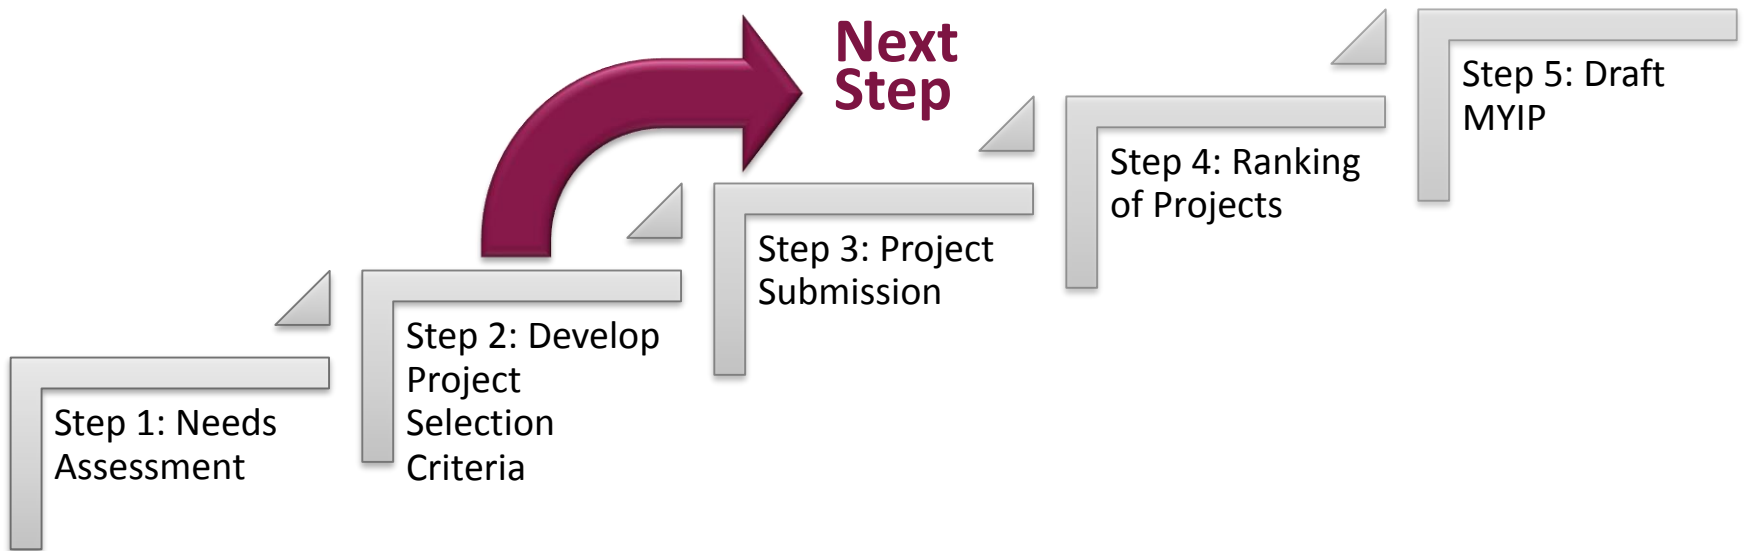 Next
Step
Step 1: Needs
Assessment
Step 2: Develop
Project
Selection
Criteria
Step 3: Project
Submission
Step 4: Ranking
of Projects
Step 5: Draft
MYIP